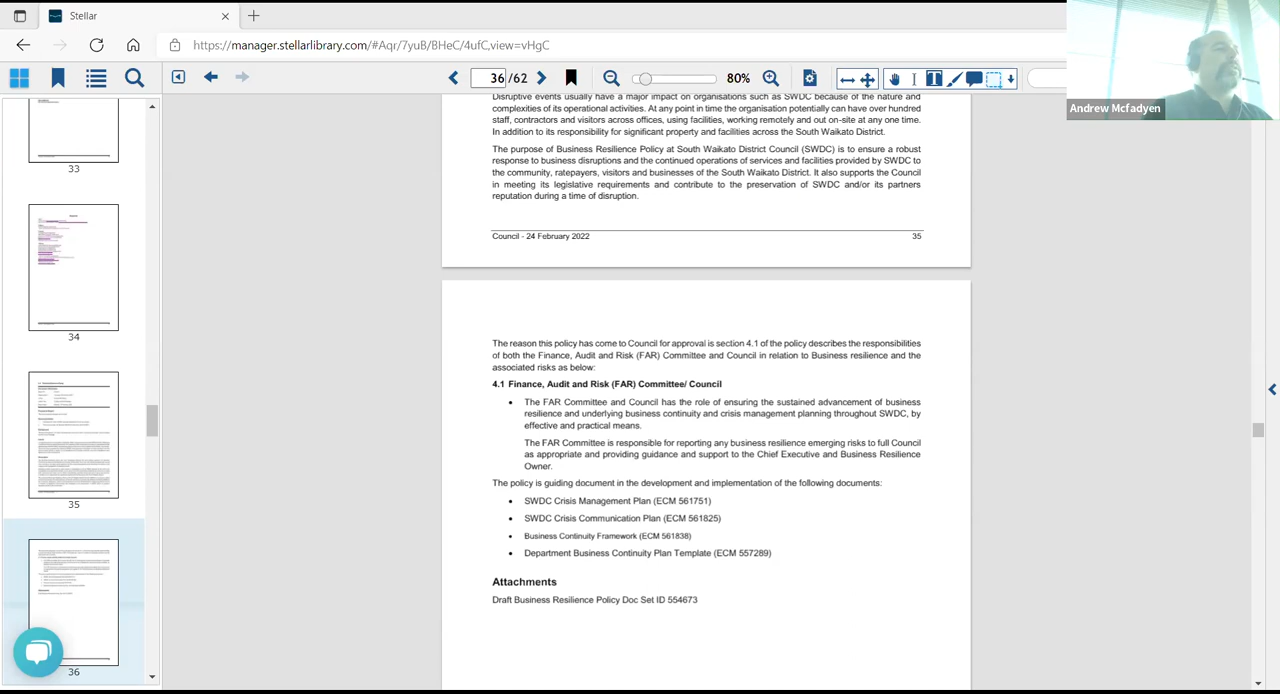 Stellar
https://manager.stellarlibrary.com/#Aqr/7yuB/BHeC/4ufC,view=vHgC
Andrew Mcfadyen
36 /62
80%
33
34
35
36
Disruptive events usually have a major impact on organisations such as SWDC because of the nature and
complexities of its operational activities. At any point in time the organisation potentially can have over hundred
staff, contractors and visitors across offices, using facilities, working remotely and out on-site at any one time.
In addition to its responsibility for significant property and facilities across the South Waikato District.
The purpose of Business Resilience Policy at South Waikato District Council (SWDC) is to ensure a robust
response to business disruptions and the continued operations of services and facilities provided by SWDC to
the community, ratepayers, visitors and businesses of the South Waikato District. It also supports the Council
in meeting its legislative requirements and contribute to the preservation of SWDC and/or its partners
reputation during a time of disruption.
Council - 24 February 2022 35
The reason this policy has come to Council for approval is section 4.1 of the policy describes the responsibilities
of both the Finance, Audit and Risk (FAR) Committee and Council in relation to Business resilience and the
associated risks as below:
4.1 Finance, Audit and Risk (FAR) Committee/ Council
• The FAR Committee and Council has the role of ensuring the sustained advancement of business
resilience and underlying business continuity and crisis management planning throughout SWDC, by
effective and practical means.
The FAR Committee is responsible for reporting any business resilience emerging risks to full Council
as appropriate and providing guidance and support to the Chief Executive and Business Resilience
Owner.
The policy is guiding document in the development and implementation of the following documents:
• SWDC Crisis Management Plan (ECM 561751)
• SWDC Crisis Communication Plan (ECM 561825)
• Business Continuity Framework (ECM 561838)
• Department Business Continuity Plan Template (ECM 557289)
Attachments
Draft Business Resilience Policy Doc Set ID 554673